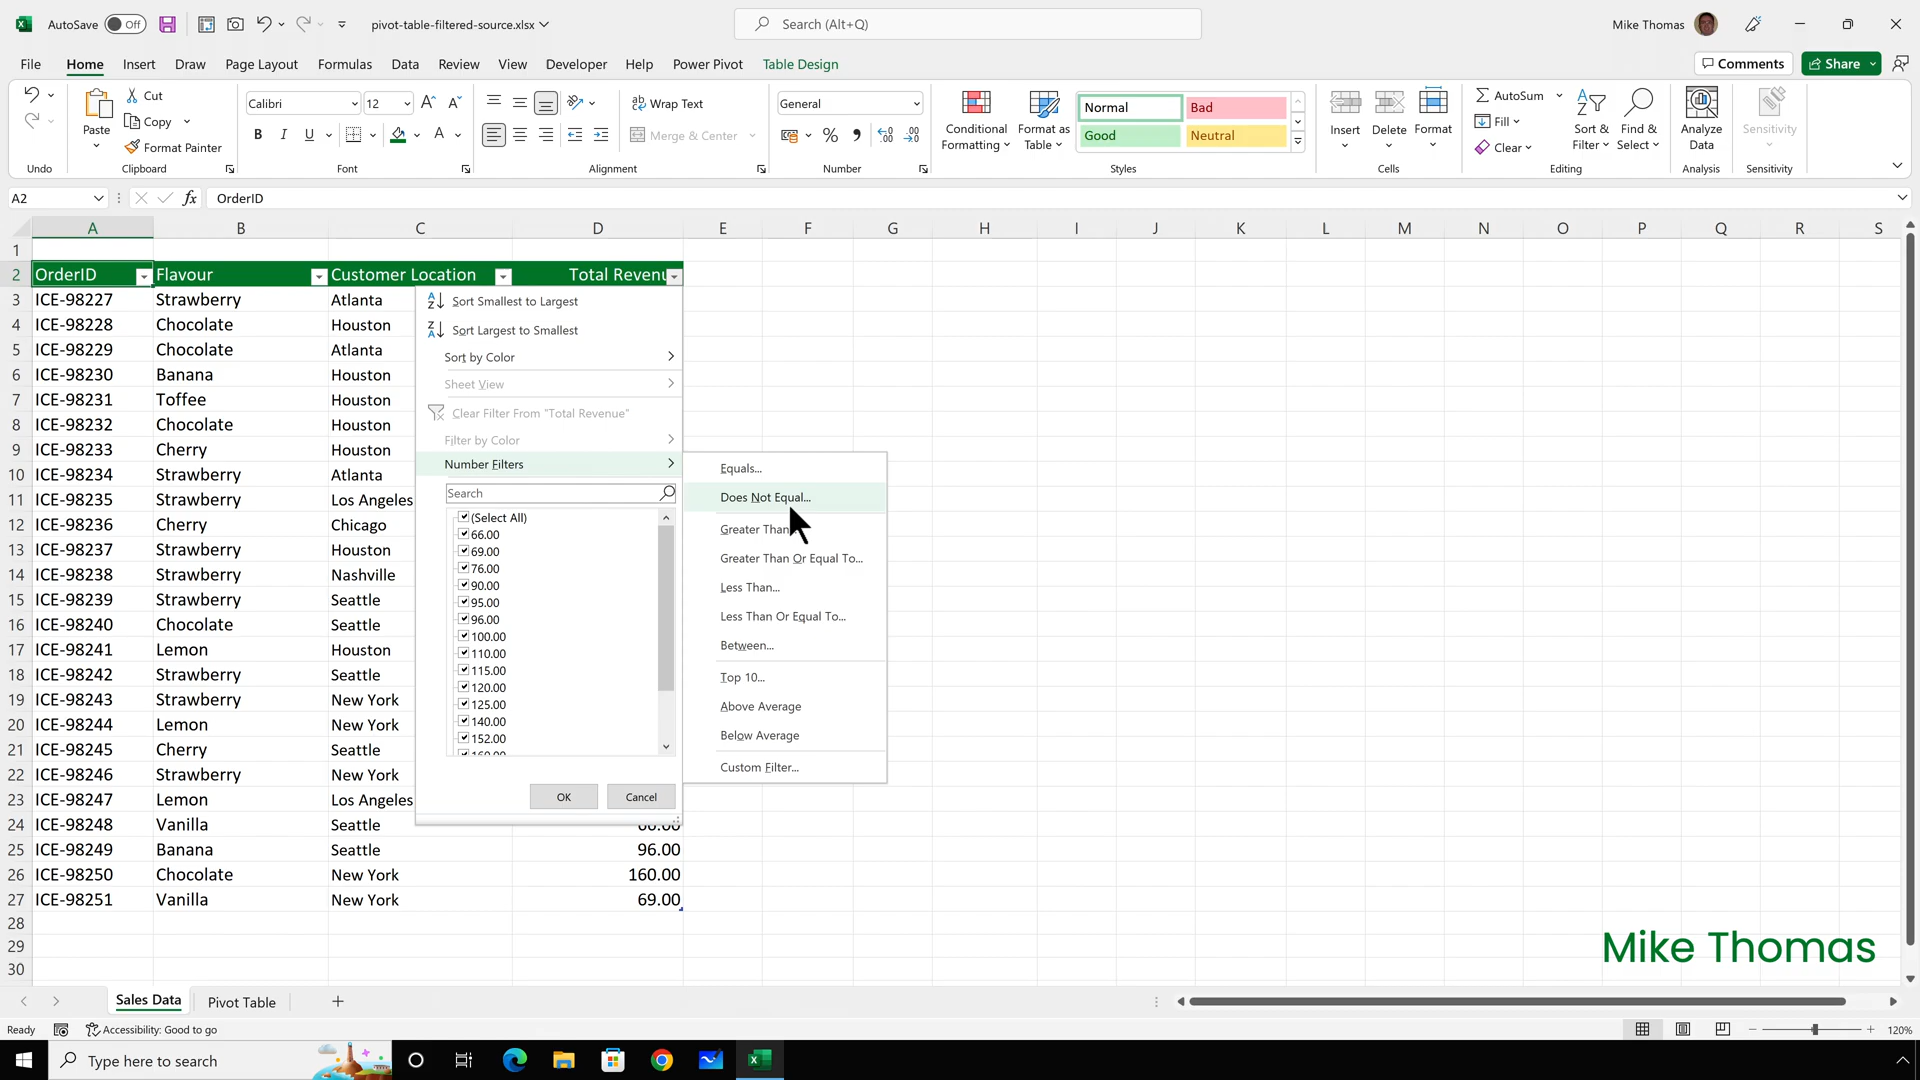 AutoSave Off pivot-table-filtered-source.xlsx Search (Alt+Q) Mike Thomas
File Home Insert Draw Page Layout Formulas Data Review View Developer Help Power Pivot Table Design Comments Share
Paste Cut Copy Format Painter
Calibri 12 B I U A
Wrap Text Merge & Center
General
Conditional Formatting Format as Table
Normal Bad
Good Neutral
Insert Delete Format
AutoSum Fill Clear
Sort & Filter Find & Select Analyze Data Sensitivity
Undo Clipboard Font Alignment Number Styles Cells Editing Analysis Sensitivity
A2 fx OrderID
A B C D E F G H I J K L M N O P Q R S
1
2 OrderID Flavour Customer Location Total Revenu
3 ICE-98227 Strawberry Atlanta
4 ICE-98228 Chocolate Houston
5 ICE-98229 Chocolate Atlanta
6 ICE-98230 Banana Houston
7 ICE-98231 Toffee Houston
8 ICE-98232 Chocolate Houston
9 ICE-98233 Cherry Houston
10 ICE-98234 Strawberry Atlanta
11 ICE-98235 Strawberry Los Angeles
12 ICE-98236 Cherry Chicago
13 ICE-98237 Strawberry Houston
14 ICE-98238 Strawberry Nashville
15 ICE-98239 Strawberry Seattle
16 ICE-98240 Chocolate Seattle
17 ICE-98241 Lemon Houston
18 ICE-98242 Strawberry Seattle
19 ICE-98243 Strawberry New York
20 ICE-98244 Lemon New York
21 ICE-98245 Cherry Seattle
22 ICE-98246 Strawberry New York
23 ICE-98247 Lemon Los Angeles
24 ICE-98248 Vanilla Seattle
25 ICE-98249 Banana Seattle 96.00
26 ICE-98250 Chocolate New York 160.00
27 ICE-98251 Vanilla New York 69.00
28
29
30
Sort Smallest to Largest
Sort Largest to Smallest
Sort by Color
Sheet View
Clear Filter From "Total Revenue"
Filter by Color
Number Filters
Search
(Select All)
66.00
69.00
76.00
90.00
95.00
96.00
100.00
110.00
115.00
120.00
125.00
140.00
152.00
OK Cancel
Equals...
Does Not Equal...
Greater Than
Greater Than Or Equal To...
Less Than...
Less Than Or Equal To...
Between...
Top 10...
Above Average
Below Average
Custom Filter...
Mike Thomas
Sales Data Pivot Table
Ready Accessibility: Good to go 120%
Type here to search